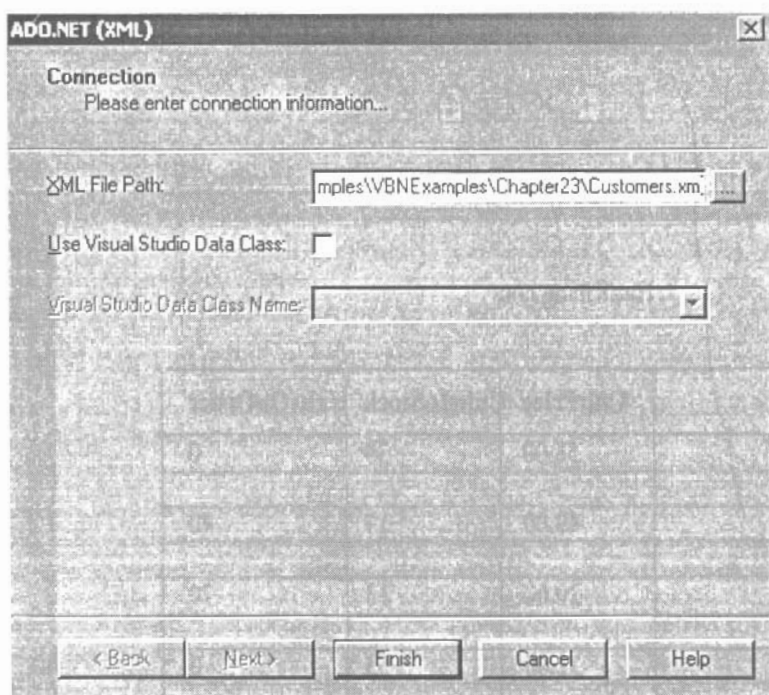 ADO.NET (XML)
Connection
Please enter connection information...
XML File Path:
mples\VBNExamples\Chapter23\Customers.xm
...
Use Visual Studio Data Class:
Visual Studio Data Class Name:
< Back
Next >
Finish
Cancel
Help